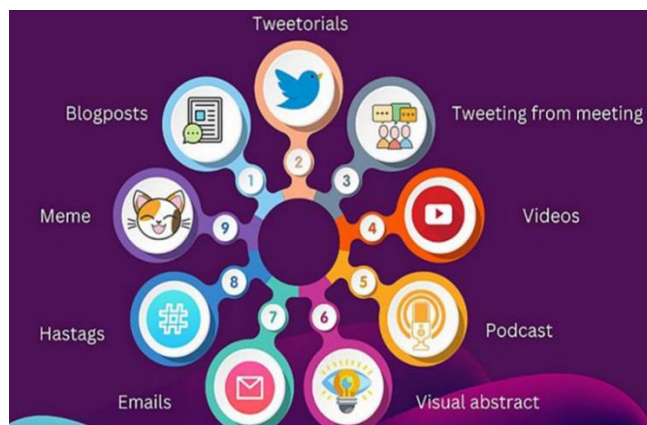 Tweetorials
Blogposts
Tweeting from meeting
1
2
3
Meme
9
4
Videos
8
5
Hastags
7
6
Podcast
Emails
Visual abstract